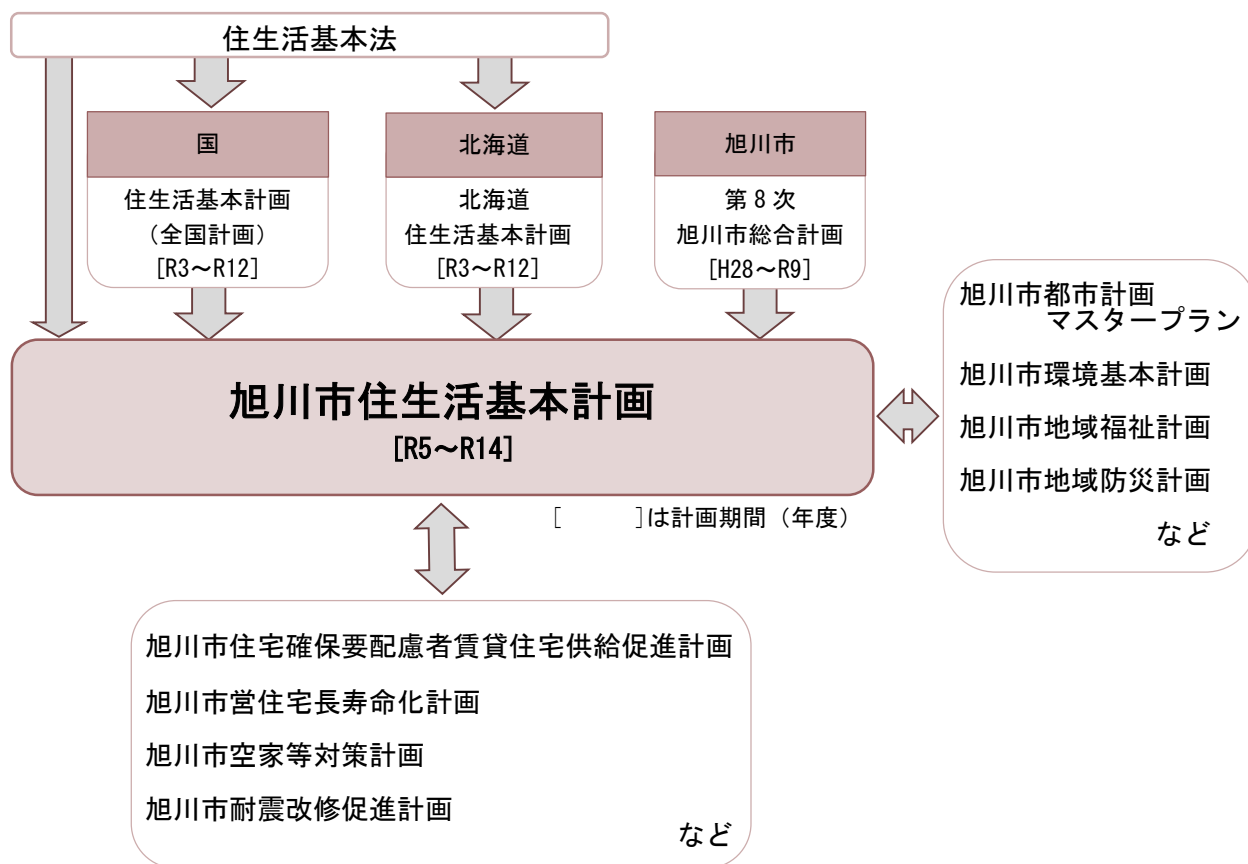 住生活基本法
国
住生活基本計画
（全国計画）
[R3～R12]
北海道
北海道
住生活基本計画
[R3～R12]
旭川市
第８次
旭川市総合計画
[H28～R9]
旭川市住生活基本計画
[R5～R14]
[　　　]は計画期間（年度）
旭川市都市計画
マスタープラン
旭川市環境基本計画
旭川市地域福祉計画
旭川市地域防災計画
など
旭川市住宅確保要配慮者賃貸住宅供給促進計画
旭川市営住宅長寿命化計画
旭川市空家等対策計画
旭川市耐震改修促進計画
など